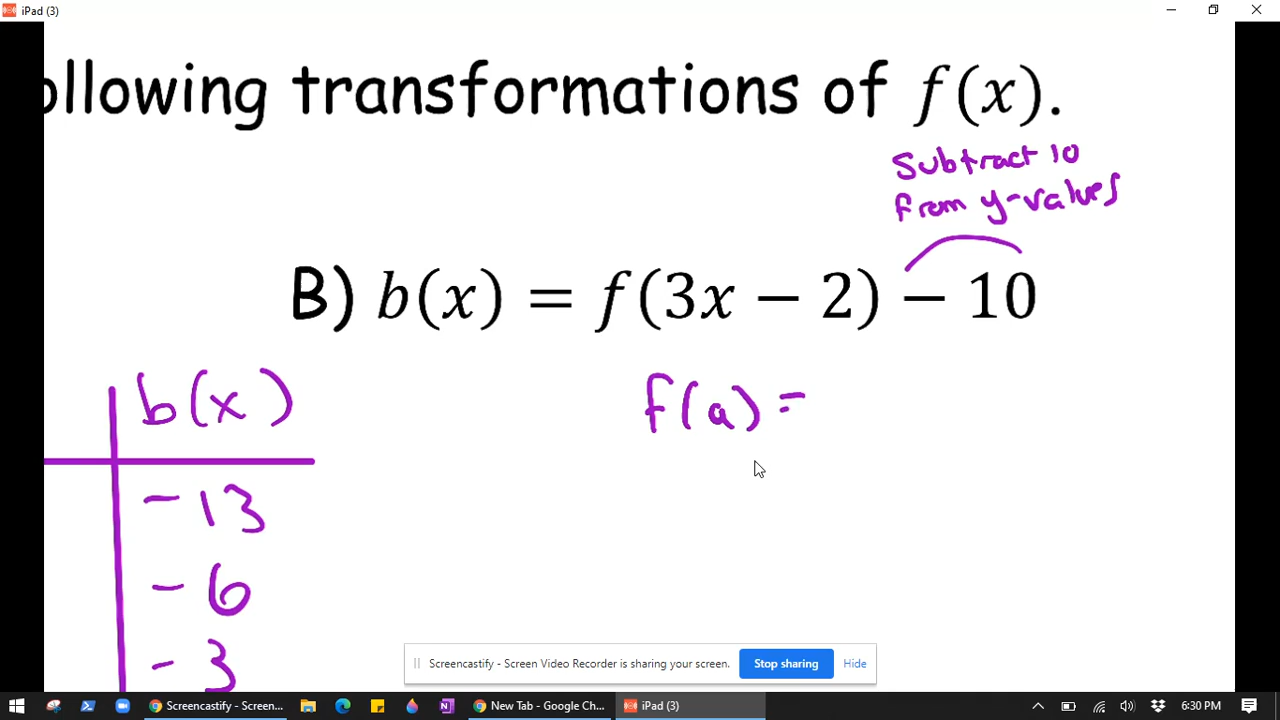 iPad (3)
ollowing transformations of f(x).
Subtract 10
from y-values
B) b(x) = f(3x − 2) − 10
b(x)
f(a) =
-13
-6
-3
Screencastify - Screen Video Recorder is sharing your screen. Stop sharing Hide
Screencastify - Screen... New Tab - Google Ch... iPad (3) 6:30 PM